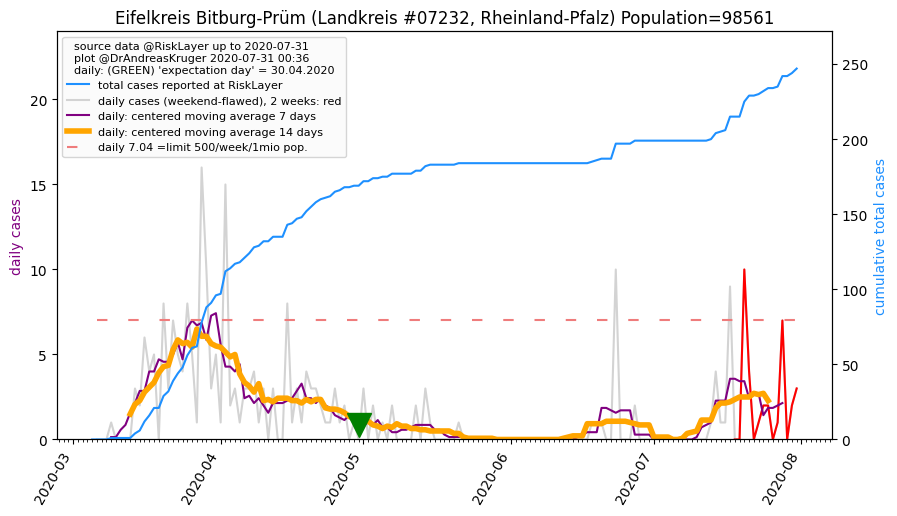 Eifelkreis Bitburg-Prüm (Landkreis #07232, Rheinland-Pfalz) Population=98561
source data @RiskLayer up to 2020-07-31
plot @DrAndreasKruger 2020-07-31 00:36
daily: (GREEN) 'expectation day' = 30.04.2020
total cases reported at RiskLayer
daily cases (weekend-flawed), 2 weeks: red
daily: centered moving average 7 days
daily: centered moving average 14 days
daily 7.04 =limit 500/week/1mio pop.
daily cases
20
15
10
5
0
250
200
150
100
50
0
cumulative total cases
2020-03
2020-04
2020-05
2020-06
2020-07
2020-08